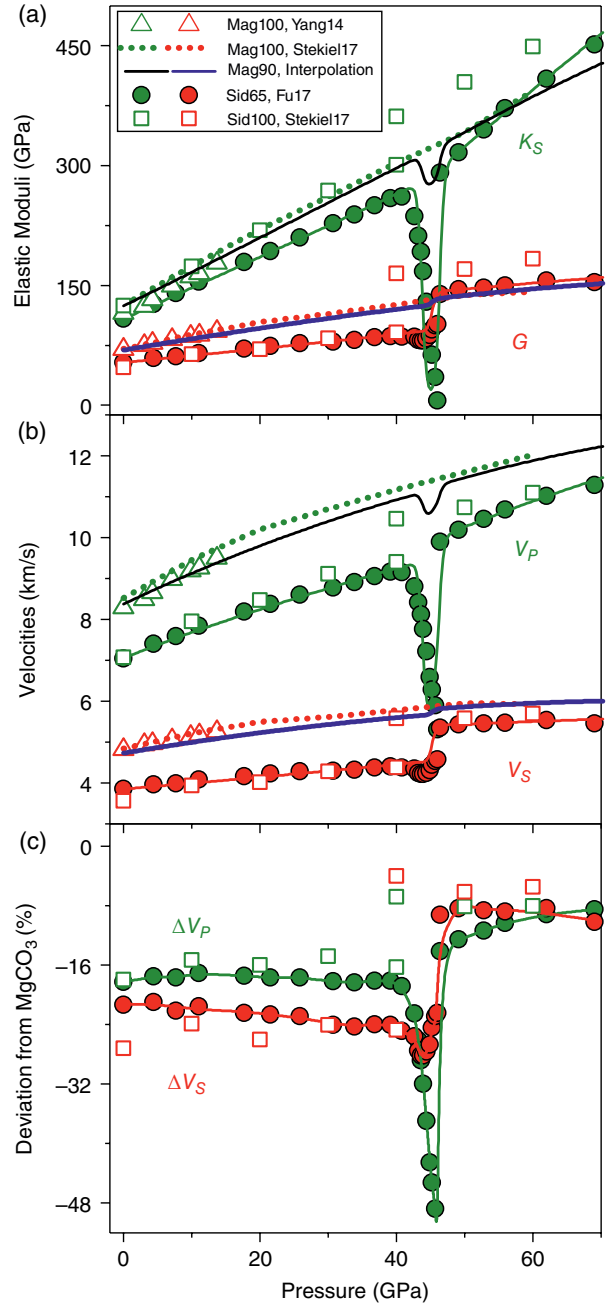 (a)
450
300
150
0
Elastic Moduli (GPa)
Mag100, Yang14
Mag100, Stekiel17
Mag90, Interpolation
Sid65, Fu17
Sid100, Stekiel17
K_S
G
(b)
12
10
8
6
4
Velocities (km/s)
V_P
V_S
(c)
0
−16
−32
−48
Deviation from MgCO₃ (%)
ΔV_P
ΔV_S
0 20 40 60
Pressure (GPa)